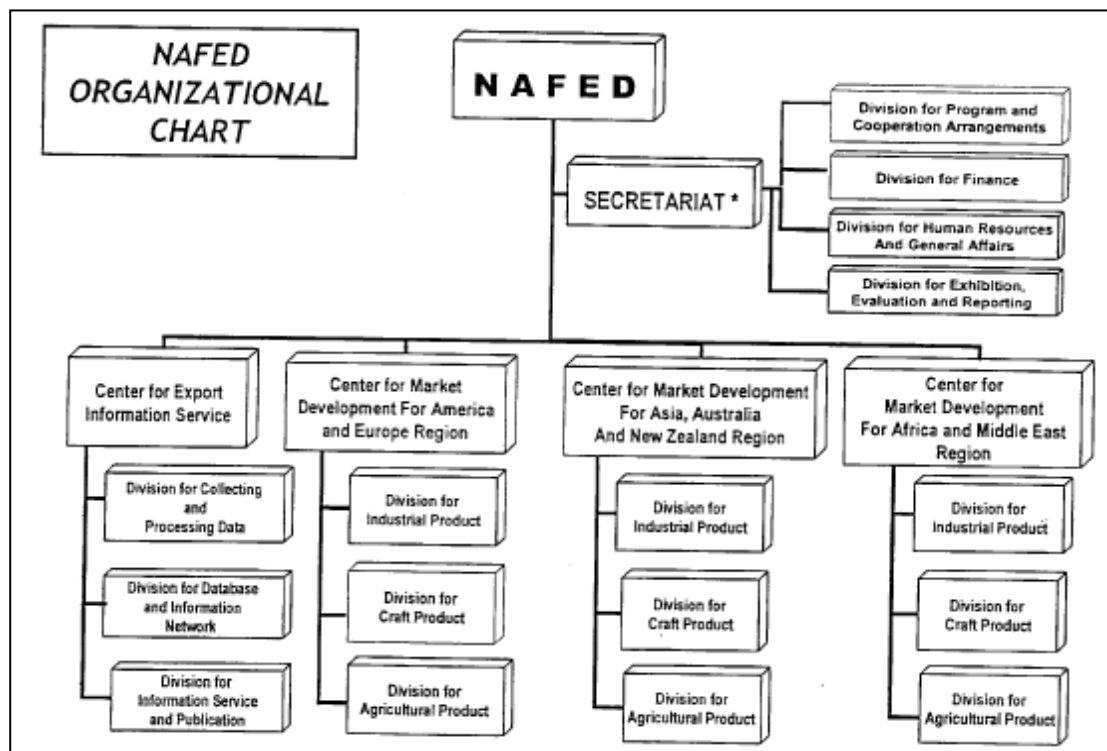 NAFED
ORGANIZATIONAL
CHART
N A F E D
SECRETARIAT *
Division for Program and
Cooperation Arrangements
Division for Finance
Division for Human Resources
And General Affairs
Division for Exhibition,
Evaluation and Reporting
Center for Export
Information Service
Division for Collecting
and
Processing Data
Division for Database
and Information
Network
Division for
Information Service
and Publication
Center for Market
Development For America
and Europe Region
Division for
Industrial Product
Division for
Craft Product
Division for
Agricultural Product
Center for Market Development
For Asia, Australia
And New Zealand Region
Division for
Industrial Product
Division for
Craft Product
Division for
Agricultural Product
Center for
Market Development
For Africa and Middle East
Region
Division for
Industrial Product
Division for
Craft Product
Division for
Agricultural Product